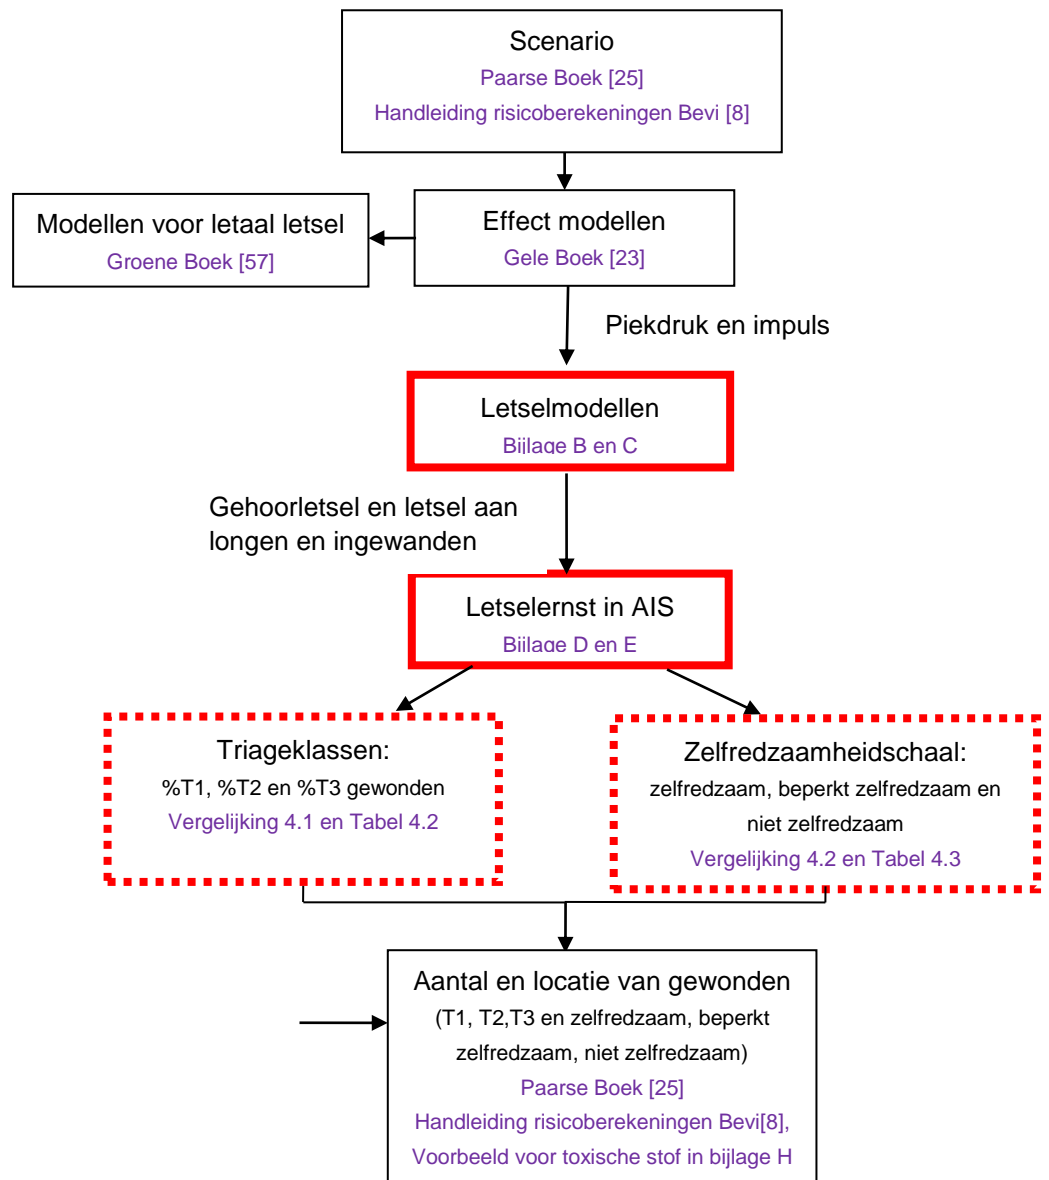 Scenario
Paarse Boek [25]
Handleiding risicoberekeningen Bevi [8]
Modellen voor letaal letsel
Groene Boek [57]
Effect modellen
Gele Boek [23]
Piekdruk en impuls
Letselmodellen
Bijlage B en C
Gehoorletsel en letsel aan
longen en ingewanden
Letselernst in AIS
Bijlage D en E
Triageklassen:
%T1, %T2 en %T3 gewonden
Vergelijking 4.1 en Tabel 4.2
Zelfredzaamheidschaal:
zelfredzaam, beperkt zelfredzaam en
niet zelfredzaam
Vergelijking 4.2 en Tabel 4.3
Aantal en locatie van gewonden
(T1, T2,T3 en zelfredzaam, beperkt
zelfredzaam, niet zelfredzaam)
Paarse Boek [25]
Handleiding risicoberekeningen Bevi[8],
Voorbeeld voor toxische stof in bijlage H